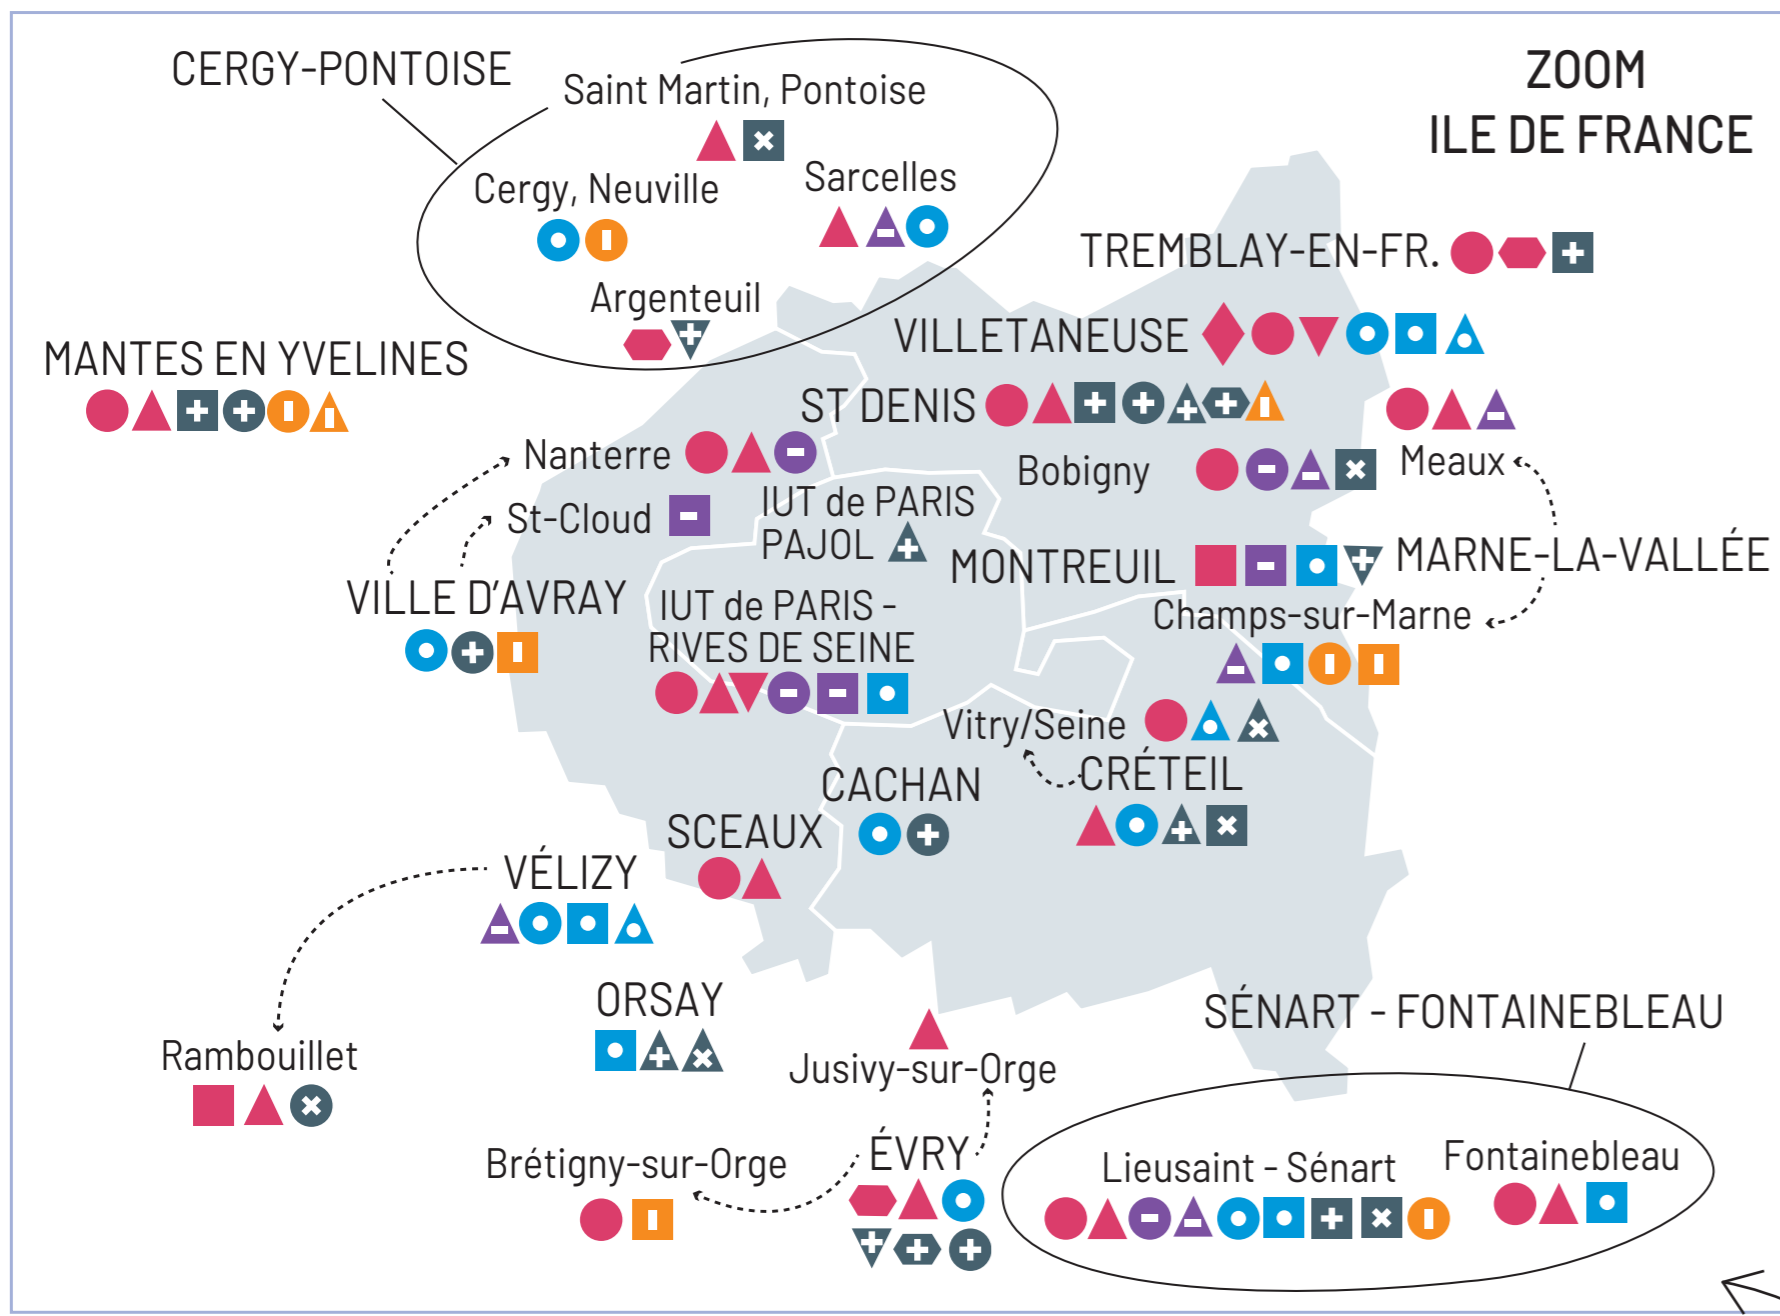 CERGY-PONTOISE
Saint Martin, Pontoise
ZOOM
ILE DE FRANCE
Cergy, Neuville
Sarcelles
Argenteuil
TREMBLAY-EN-FR.
VILLETANEUSE
MANTES EN YVELINES
ST DENIS
Nanterre
Bobigny
Meaux
St-Cloud
IUT de PARIS
PAJOL
MONTREUIL
MARNE-LA-VALLÉE
VILLE D'AVRAY
IUT de PARIS -
RIVES DE SEINE
Champs-sur-Marne
Vitry/Seine
CRÉTEIL
CACHAN
SCEAUX
VÉLIZY
ORSAY
SÉNART - FONTAINEBLEAU
Rambouillet
Jusivy-sur-Orge
Brétigny-sur-Orge
ÉVRY
Lieusaint - Sénart
Fontainebleau